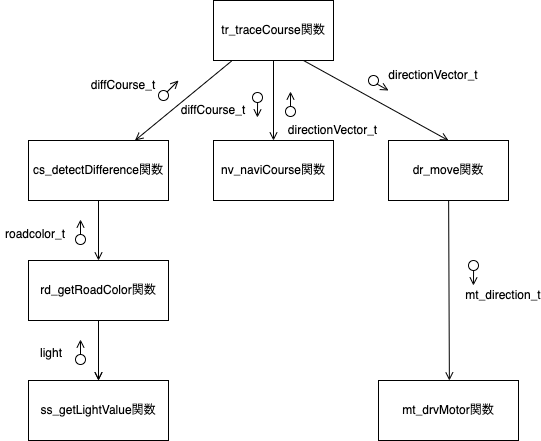 tr_traceCourse関数
diffCourse_t
directionVector_t
diffCourse_t
directionVector_t
cs_detectDifference関数
nv_naviCourse関数
dr_move関数
roadcolor_t
rd_getRoadColor関数
mt_direction_t
light
ss_getLightValue関数
mt_drvMotor関数